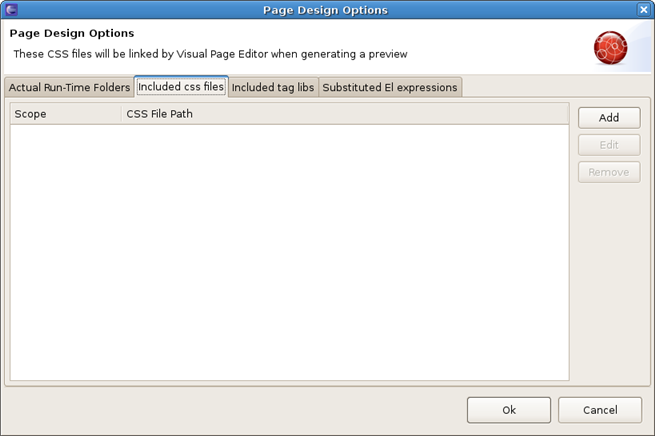 Page Design Options
Page Design Options
These CSS files will be linked by Visual Page Editor when generating a preview
Actual Run-Time Folders
Included css files
Included tag libs
Substituted El expressions
Scope
CSS File Path
Add
Edit
Remove
Ok
Cancel